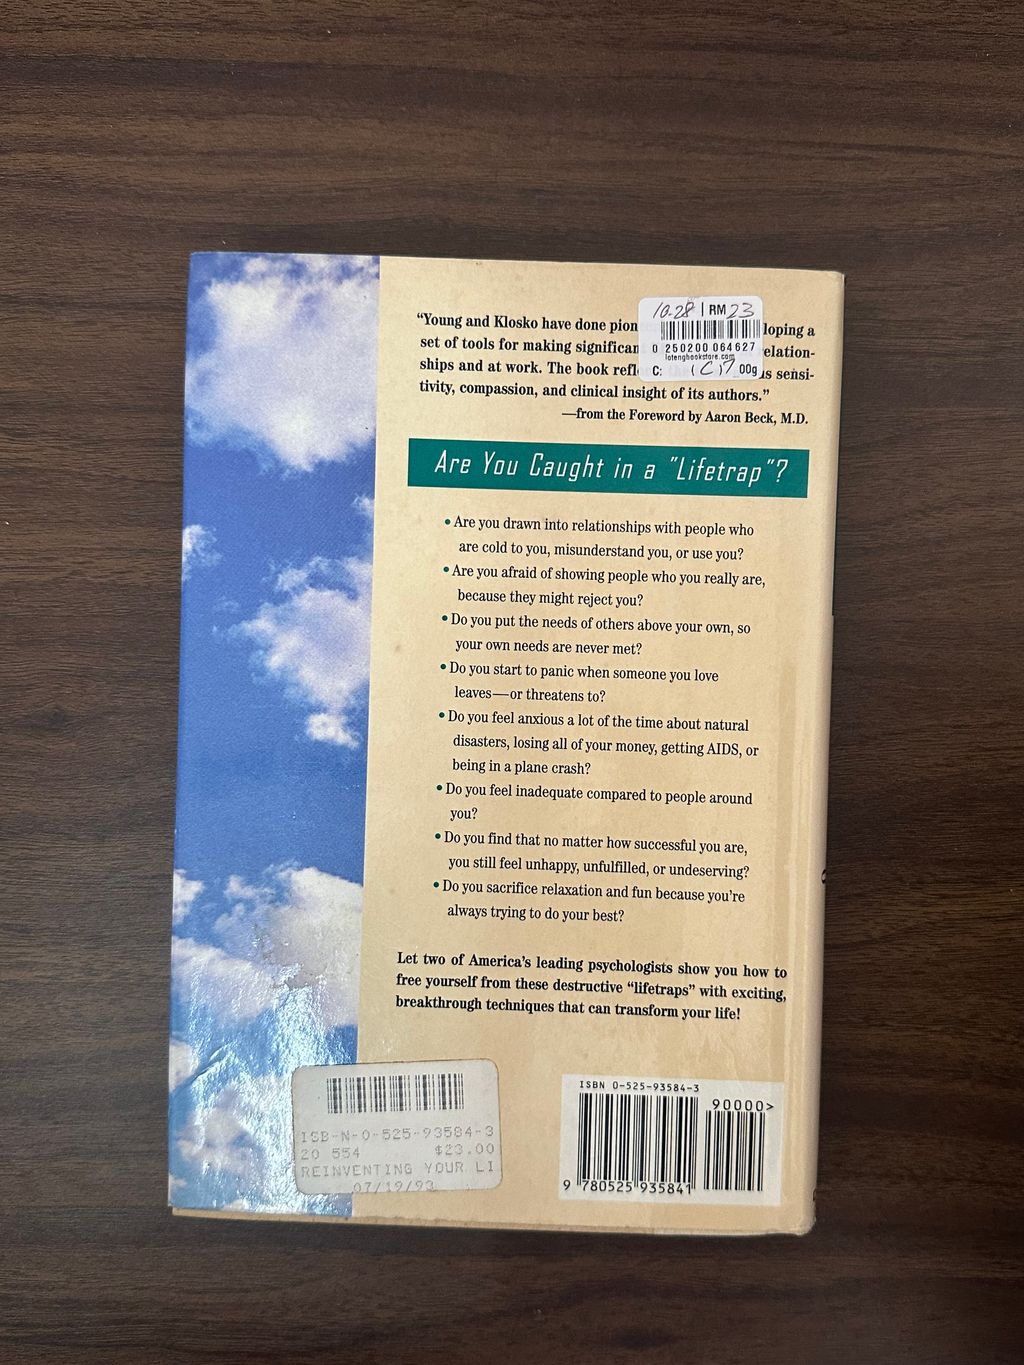 10-28 | RM 23
0 250200 064627
lotengbookstore.com
C: (C)7 00g
“Young and Klosko have done pion loping a
set of tools for making significan elation-
ships and at work. The book refl s sensi-
tivity, compassion, and clinical insight of its authors.”
—from the Foreword by Aaron Beck, M.D.
Are You Caught in a "Lifetrap"?
• Are you drawn into relationships with people who
are cold to you, misunderstand you, or use you?
• Are you afraid of showing people who you really are,
because they might reject you?
• Do you put the needs of others above your own, so
your own needs are never met?
• Do you start to panic when someone you love
leaves—or threatens to?
• Do you feel anxious a lot of the time about natural
disasters, losing all of your money, getting AIDS, or
being in a plane crash?
• Do you feel inadequate compared to people around
you?
• Do you find that no matter how successful you are,
you still feel unhappy, unfulfilled, or undeserving?
• Do you sacrifice relaxation and fun because you’re
always trying to do your best?
Let two of America’s leading psychologists show you how to
free yourself from these destructive “lifetraps” with exciting,
breakthrough techniques that can transform your life!
ISB-N-0-525-93584-3
20 554 $23.00
REINVENTING YOUR LI
07/19/93
ISBN 0-525-93584-3
90000>
9 780525 935841